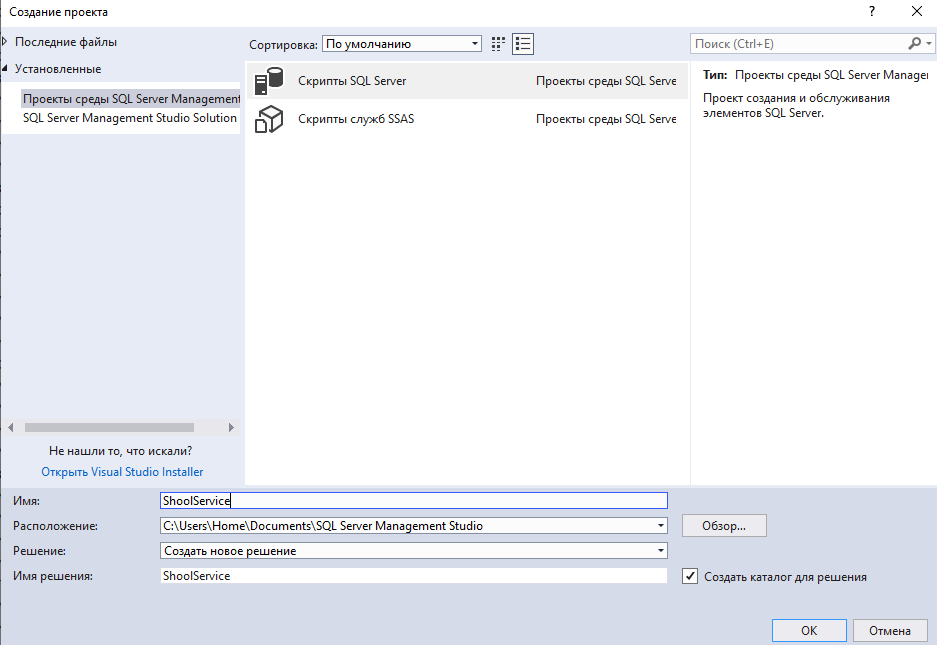 Создание проекта
?
Последние файлы
Установленные
Проекты среды SQL Server Management
SQL Server Management Studio Solution
Не нашли то, что искали?
Открыть Visual Studio Installer
Сортировка: По умолчанию
Скрипты SQL Server Проекты среды SQL Serve
Скрипты служб SSAS Проекты среды SQL Serve
Поиск (Ctrl+E)
Тип: Проекты среды SQL Server Manager
Проект создания и обслуживания
элементов SQL Server.
Имя: ShoolService
Расположение: C:\Users\Home\Documents\SQL Server Management Studio Обзор...
Решение: Создать новое решение
Имя решения: ShoolService Создать каталог для решения
OK Отмена